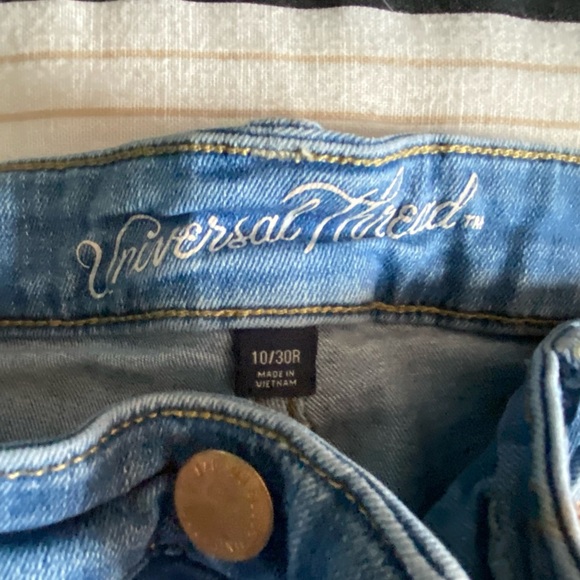 Universal Thread™
10/30R
MADE IN
VIETNAM